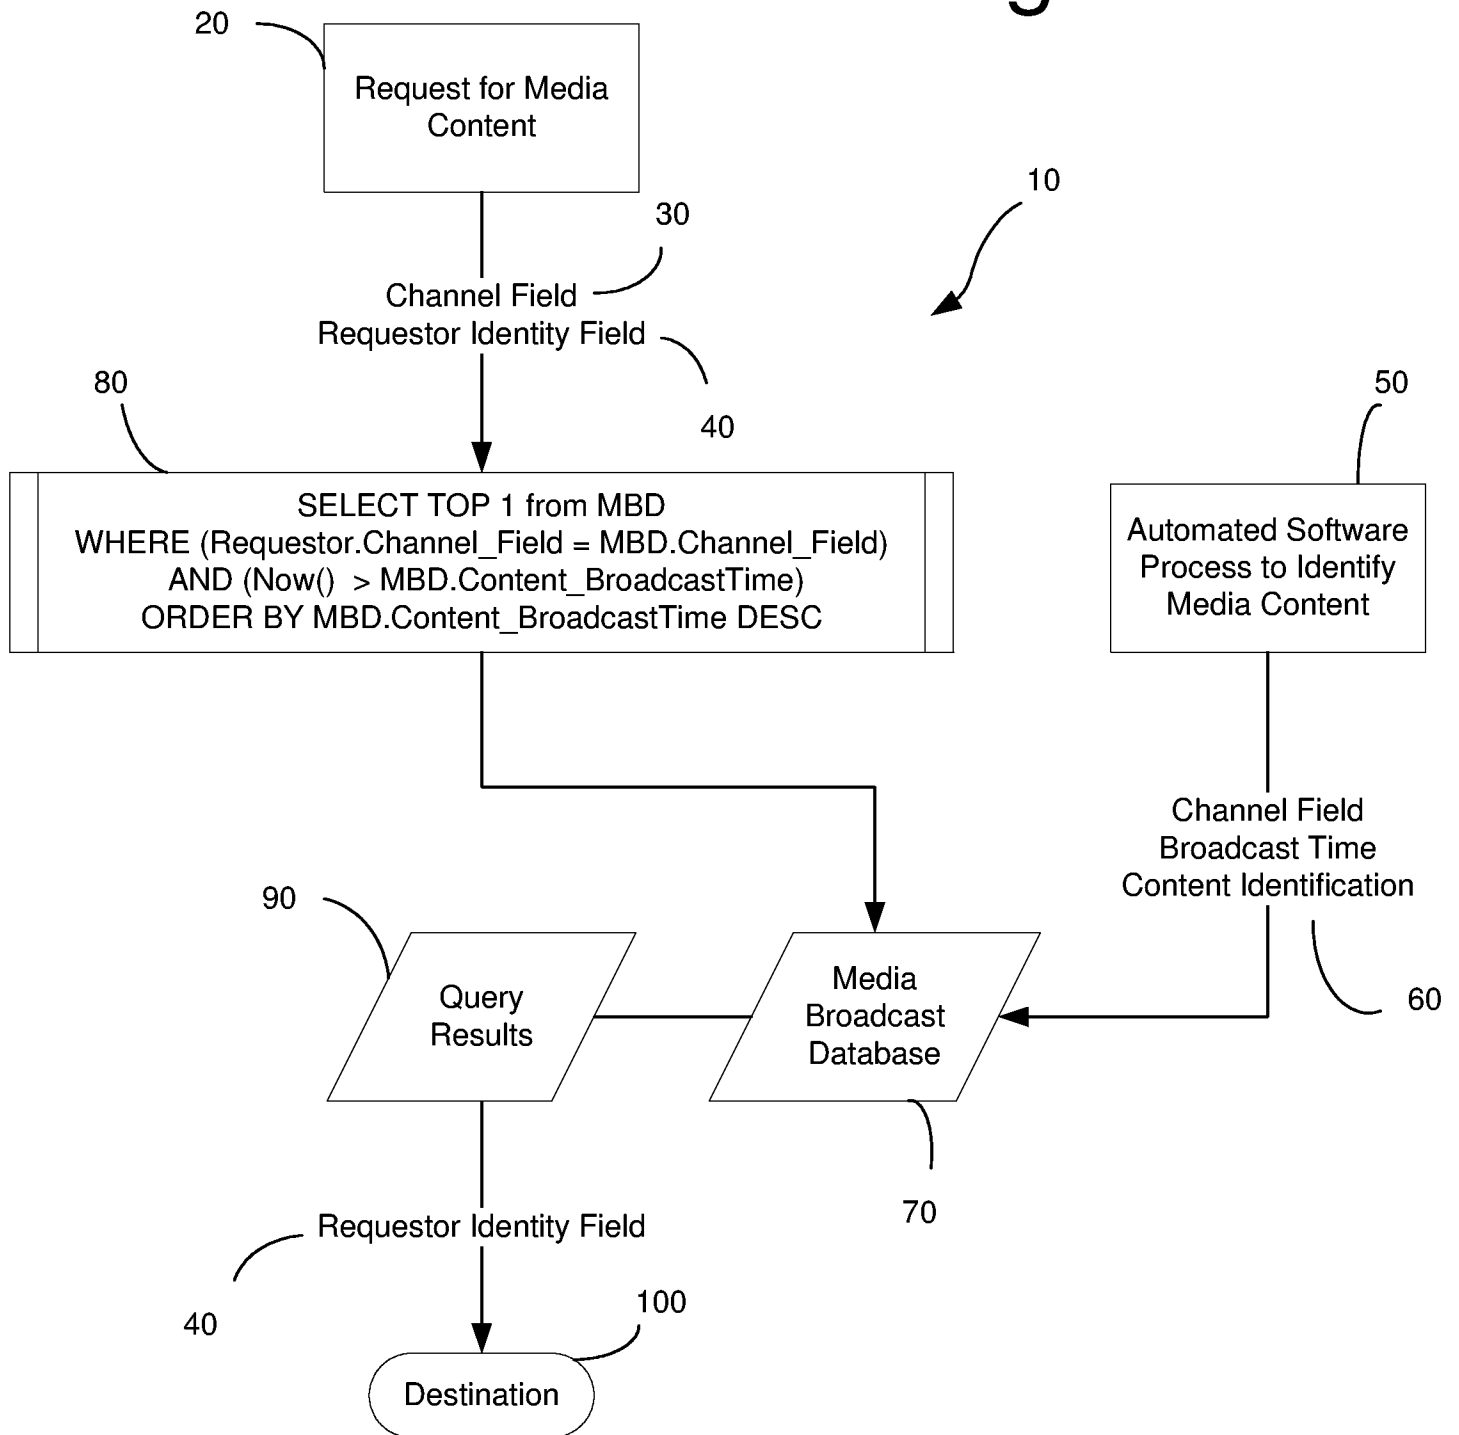 20
Request for Media
Content
10
30
Channel Field
Requestor Identity Field
40
80
50
SELECT TOP 1 from MBD
WHERE (Requestor.Channel_Field = MBD.Channel_Field)
AND (Now()  > MBD.Content_BroadcastTime)
ORDER BY MBD.Content_BroadcastTime DESC
Automated Software
Process to Identify
Media Content
Channel Field
Broadcast Time
Content Identification
60
90
Query
Results
Media
Broadcast
Database
70
Requestor Identity Field
40
100
Destination